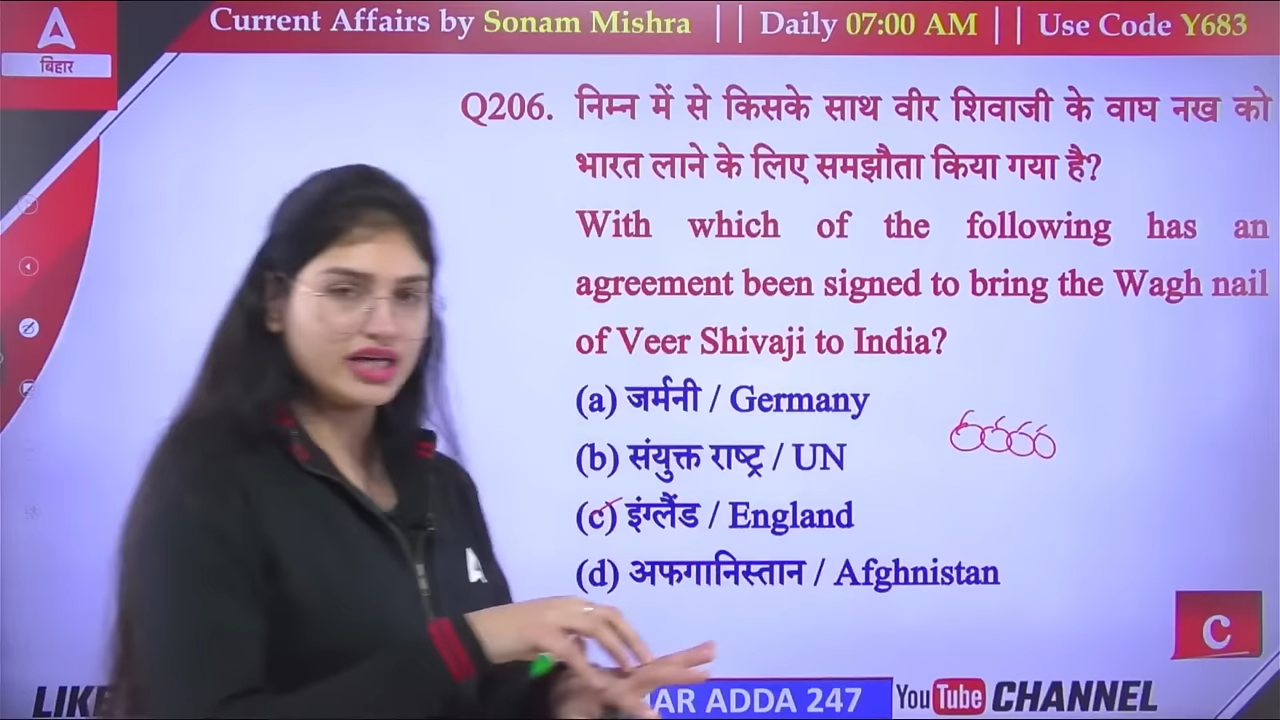 Current Affairs by Sonam Mishra || Daily 07:00 AM || Use Code Y683
बिहार
Q206. निम्न में से किसके साथ वीर शिवाजी के वाघ नख को
भारत लाने के लिए समझौता किया गया है?
With which of the following has an
agreement been signed to bring the Wagh nail
of Veer Shivaji to India?
(a) जर्मनी / Germany
(b) संयुक्त राष्ट्र / UN
(c) इंग्लैंड / England
(d) अफगानिस्तान / Afghnistan
C
LIKE
AR ADDA 247
YouTube CHANNEL